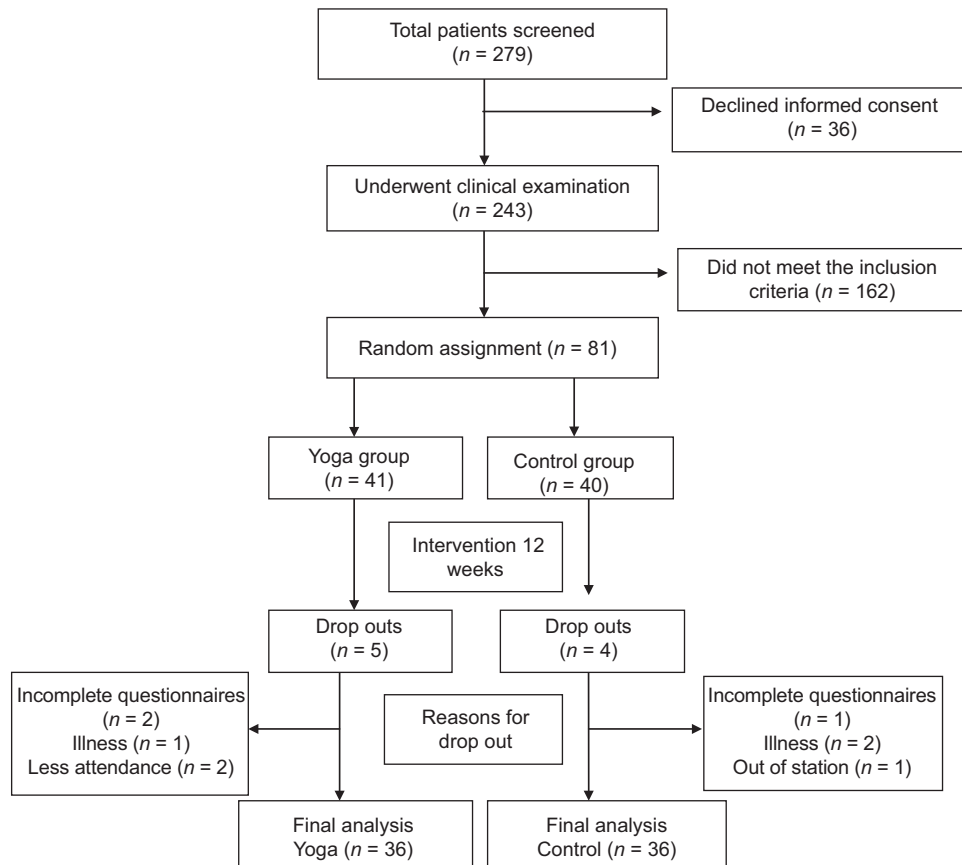 Total patients screened
(n = 279)
Declined informed consent
(n = 36)
Underwent clinical examination
(n = 243)
Did not meet the inclusion
criteria (n = 162)
Random assignment (n = 81)
Yoga group
(n = 41)
Control group
(n = 40)
Intervention 12
weeks
Drop outs
(n = 5)
Drop outs
(n = 4)
Incomplete questionnaires
(n = 2)
Illness (n = 1)
Less attendance (n = 2)
Reasons for
drop out
Incomplete questionnaires
(n = 1)
Illness (n = 2)
Out of station (n = 1)
Final analysis
Yoga (n = 36)
Final analysis
Control (n = 36)